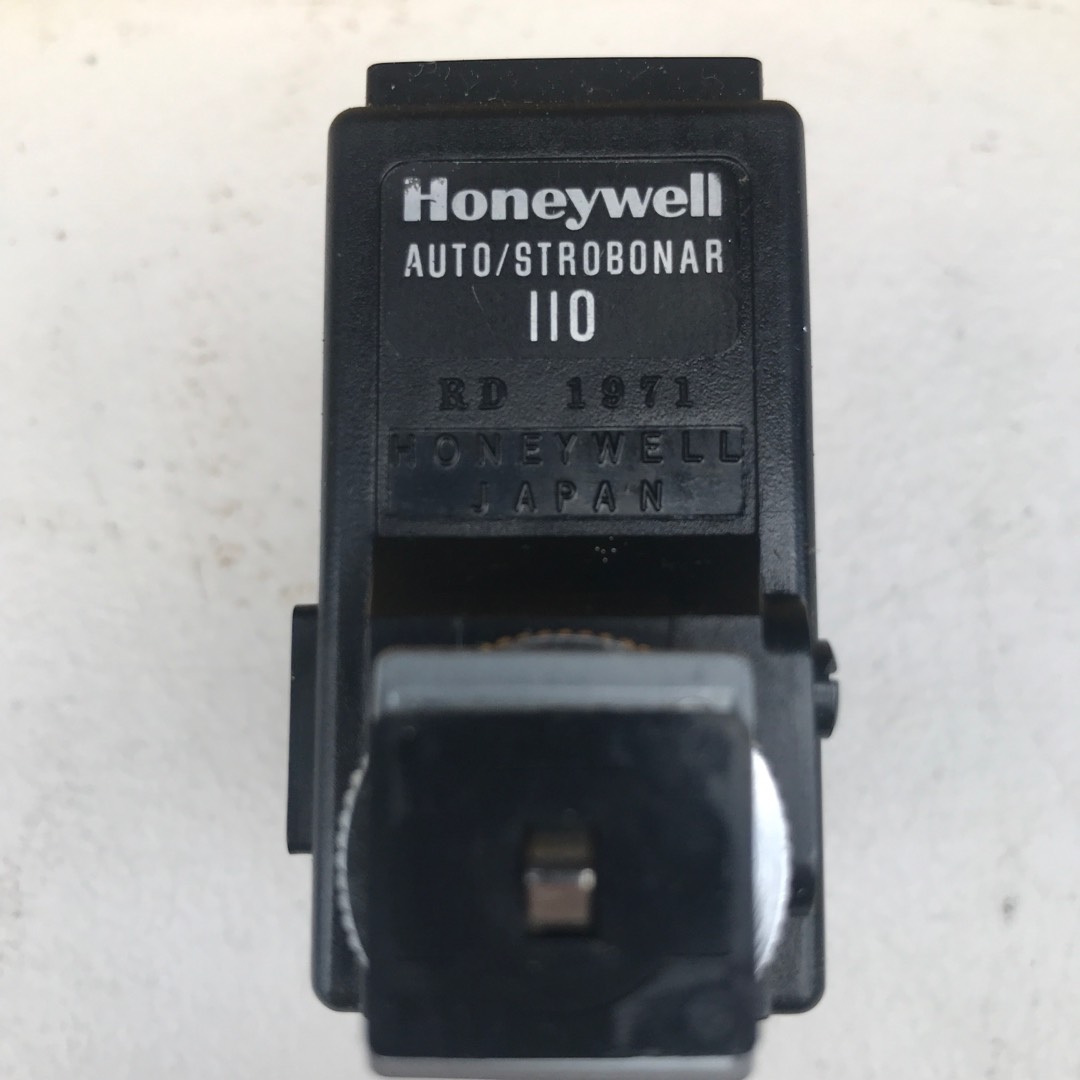 Honeywell
AUTO/STROBONAR
110
RD 1971
HONEYWELL
JAPAN